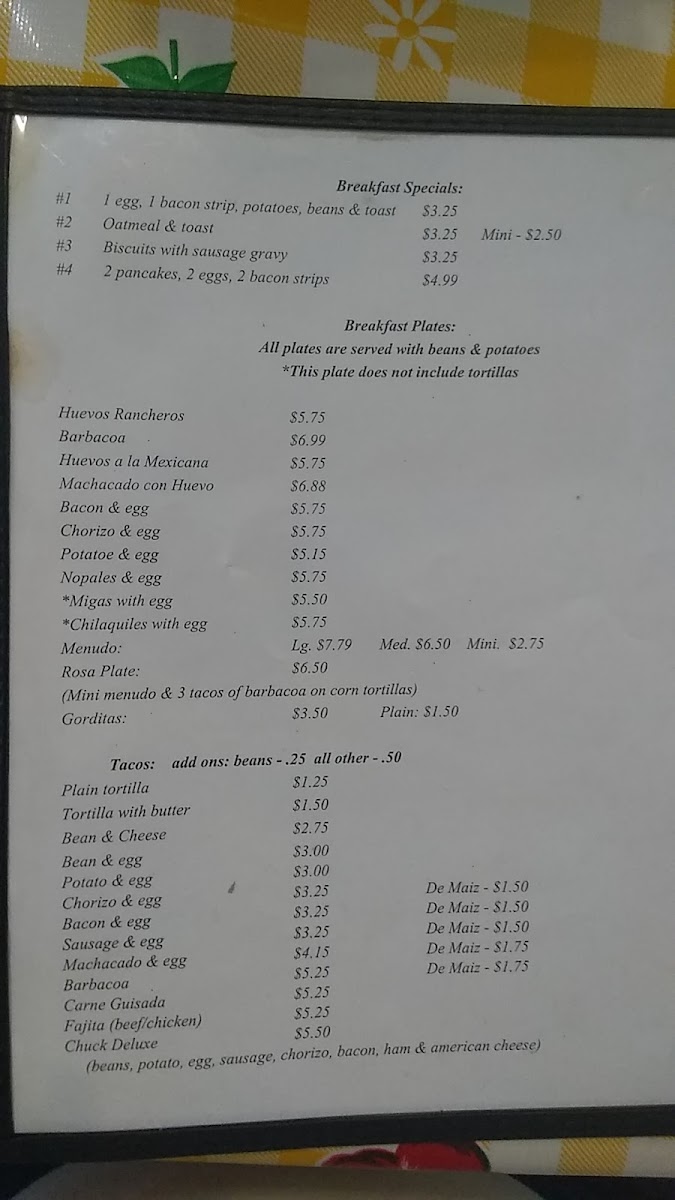 Breakfast Specials:
#1 1 egg, 1 bacon strip, potatoes, beans & toast $3.25
#2 Oatmeal & toast $3.25 Mini - $2.50
#3 Biscuits with sausage gravy $3.25
#4 2 pancakes, 2 eggs, 2 bacon strips $4.99
Breakfast Plates:
All plates are served with beans & potatoes
*This plate does not include tortillas
Huevos Rancheros $5.75
Barbacoa $6.99
Huevos a la Mexicana $5.75
Machacado con Huevo $6.88
Bacon & egg $5.75
Chorizo & egg $5.75
Potatoe & egg $5.15
Nopales & egg $5.75
*Migas with egg $5.50
*Chilaquiles with egg $5.75
Menudo: Lg. $7.79 Med. $6.50 Mini. $2.75
Rosa Plate: $6.50
(Mini menudo & 3 tacos of barbacoa on corn tortillas)
Gorditas: $3.50 Plain: $1.50
Tacos: add ons: beans - .25 all other - .50
Plain tortilla $1.25
Tortilla with butter $1.50
Bean & Cheese $2.75
Bean & egg $3.00
Potato & egg $3.00
Chorizo & egg $3.25 De Maiz - $1.50
Bacon & egg $3.25 De Maiz - $1.50
Sausage & egg $3.25 De Maiz - $1.50
Machacado & egg $4.15 De Maiz - $1.75
Barbacoa $5.25 De Maiz - $1.75
Carne Guisada $5.25
Fajita (beef/chicken) $5.25
Chuck Deluxe $5.50
(beans, potato, egg, sausage, chorizo, bacon, ham & american cheese)